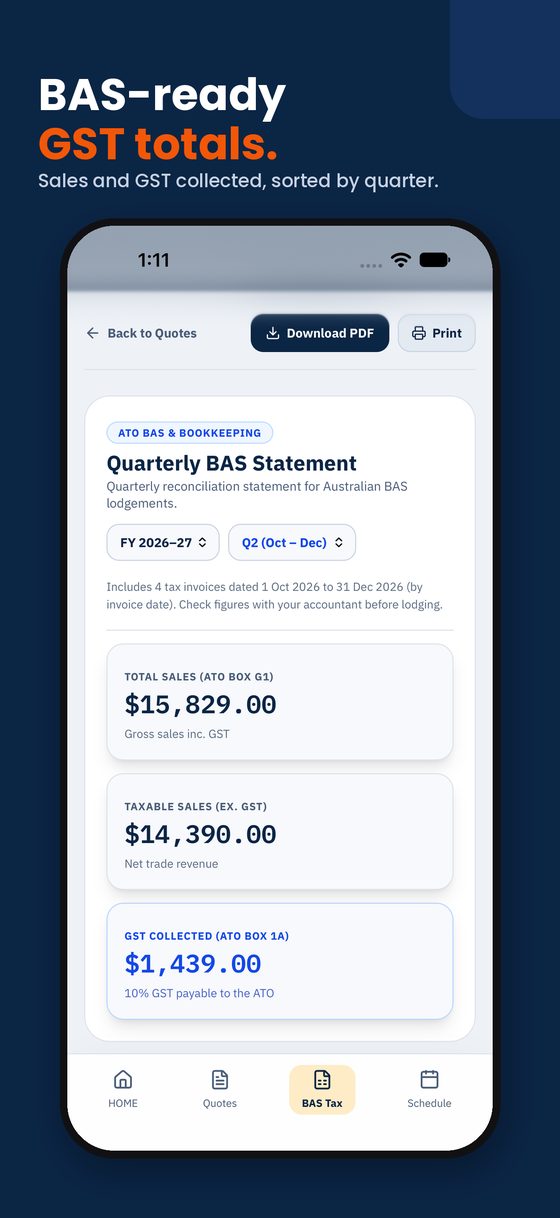 BAS-ready
GST totals.
Sales and GST collected, sorted by quarter.
1:11
Back to Quotes
Download PDF
Print
ATO BAS & BOOKKEEPING
Quarterly BAS Statement
Quarterly reconciliation statement for Australian BAS
lodgements.
FY 2026–27
Q2 (Oct – Dec)
Includes 4 tax invoices dated 1 Oct 2026 to 31 Dec 2026 (by
invoice date). Check figures with your accountant before lodging.
TOTAL SALES (ATO BOX G1)
$15,829.00
Gross sales inc. GST
TAXABLE SALES (EX. GST)
$14,390.00
Net trade revenue
GST COLLECTED (ATO BOX 1A)
$1,439.00
10% GST payable to the ATO
HOME
Quotes
BAS Tax
Schedule